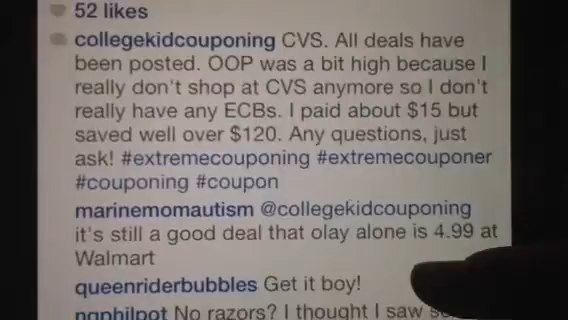 52 likes
collegekidcouponing CVS. All deals have
been posted. OOP was a bit high because I
really don't shop at CVS anymore so I don't
really have any ECBs. I paid about $15 but
saved well over $120. Any questions, just
ask! #extremecouponing #extremecouponer
#couponing #coupon
marinemomautism @collegekidcouponing
it's still a good deal that olay alone is 4.99 at
Walmart
queenriderbubbles Get it boy!
ngphilpot No razors? I thought I saw